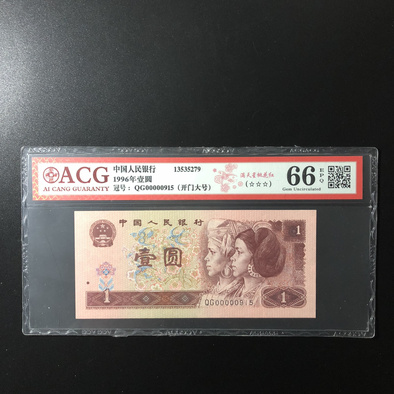 ACG
AI CANG GUARANTY
中国人民银行 13535279
1996年壹圆
冠号: QG00000915 (开门大号)
满天星桃花红
(☆☆☆)
66 EPQ
Gem Uncirculated
中国人民银行
壹圆
1
QG00000915
1
1